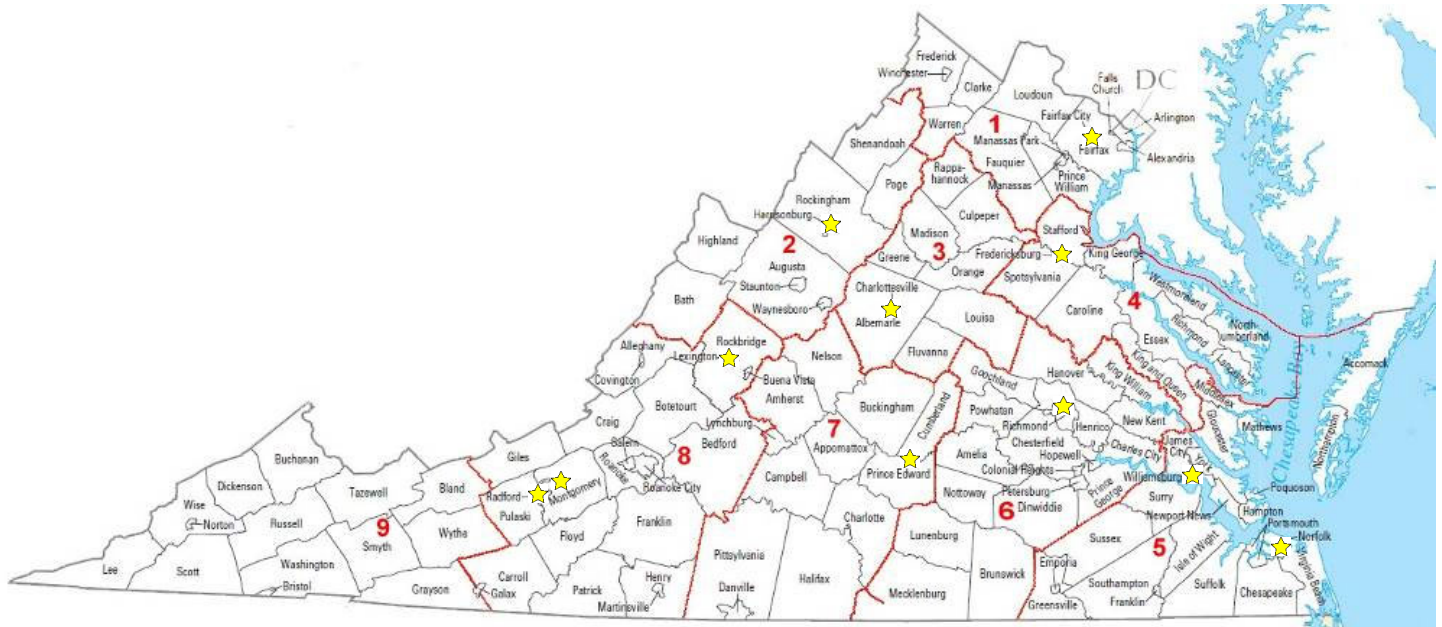 Frederick
Winchester
Clarke
Loudoun
Falls
Church
DC
Arlington
Fairfax City
Fairfax
Alexandria
Warren
1
Manassas Park
Fauquier
Manassas
Prince
William
Shenandoah
Page
Rappa-
hannock
Rockingham
Harrisonburg
Culpeper
Madison
3
Stafford
Highland
2
Greene
Orange
Fredericksburg
Spotsylvania
King George
Augusta
Staunton
Waynesboro
Bath
Charlottesville
Albemarle
Louisa
Caroline
4
Westmoreland
Richmond
North-
umberland
Lancaster
Essex
King and Queen
King William
Middlesex
Accomack
Chesapeake Bay
Alleghany
Covington
Rockbridge
Lexington
Buena Vista
Nelson
Fluvanna
Amherst
Goochland
Hanover
Botetourt
Craig
Lynchburg
Buckingham
Cumberland
Powhatan
Richmond
Henrico
New Kent
Gloucester
Mathews
Northampton
7
Appomattox
Bedford
8
Salem
Roanoke
Roanoke City
Campbell
Prince Edward
Amelia
Chesterfield
Hopewell
Colonial Heights
Charles City
James
City
York
Williamsburg
Giles
Radford
Montgomery
Pulaski
Buchanan
Dickenson
Wise
Norton
Tazewell
Bland
Russell
9
Smyth
Wythe
Washington
Bristol
Lee
Scott
Grayson
Carroll
Galax
Floyd
Patrick
Franklin
Henry
Martinsville
Pittsylvania
Danville
Halifax
Charlotte
Nottoway
Petersburg
Dinwiddie
6
Prince
George
Surry
Newport News
Poquoson
Hampton
Portsmouth
Norfolk
Virginia Beach
Lunenburg
Mecklenburg
Brunswick
Sussex
5
Isle of Wight
Emporia
Greensville
Southampton
Franklin
Suffolk
Chesapeake